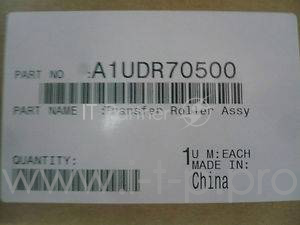 PART NO :A1UDR70500
PART NAME :Transfer Roller Assy
QUANTITY: 1 U M:EACH
MADE IN:
China